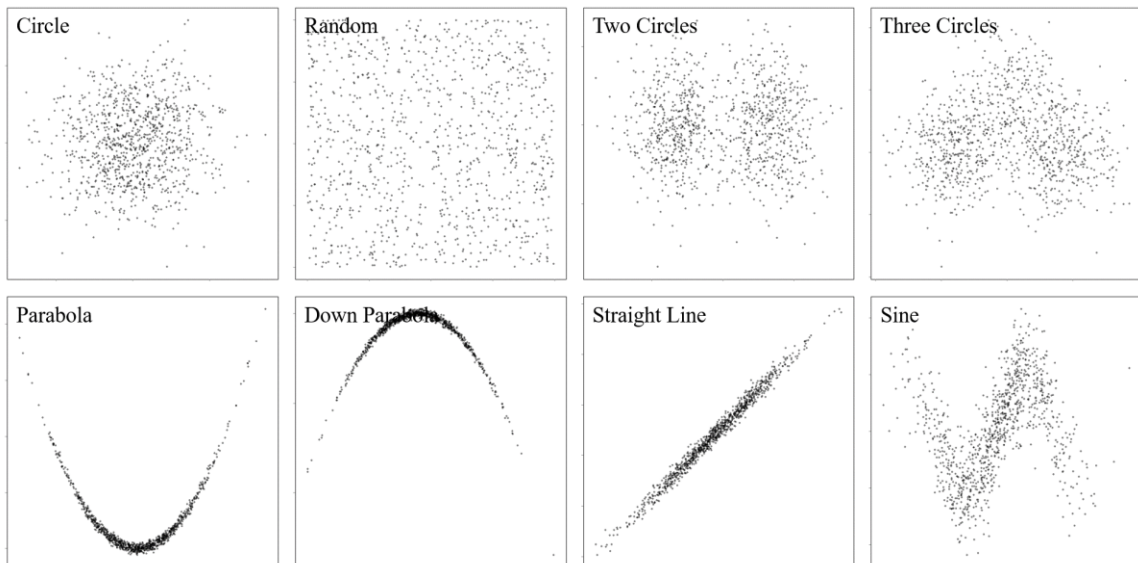 Circle
Random
Two Circles
Three Circles
Parabola
Down Parabola
Straight Line
Sine